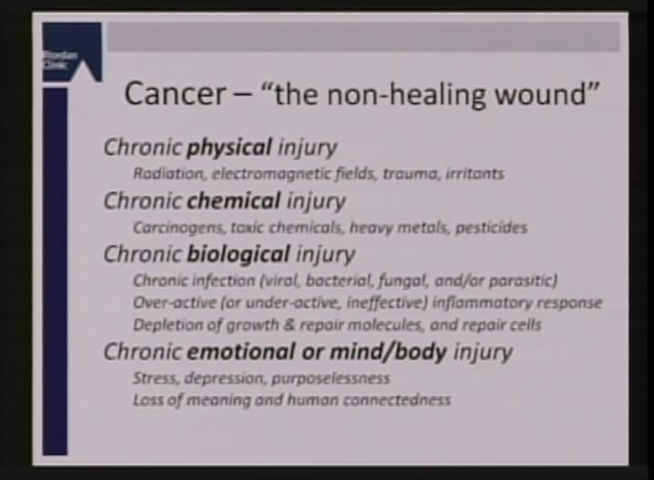 Riordan
Clinic
Cancer – “the non-healing wound”
Chronic physical injury
Radiation, electromagnetic fields, trauma, irritants
Chronic chemical injury
Carcinogens, toxic chemicals, heavy metals, pesticides
Chronic biological injury
Chronic infection (viral, bacterial, fungal, and/or parasitic)
Over-active (or under-active, ineffective) inflammatory response
Depletion of growth & repair molecules, and repair cells
Chronic emotional or mind/body injury
Stress, depression, purposelessness
Loss of meaning and human connectedness